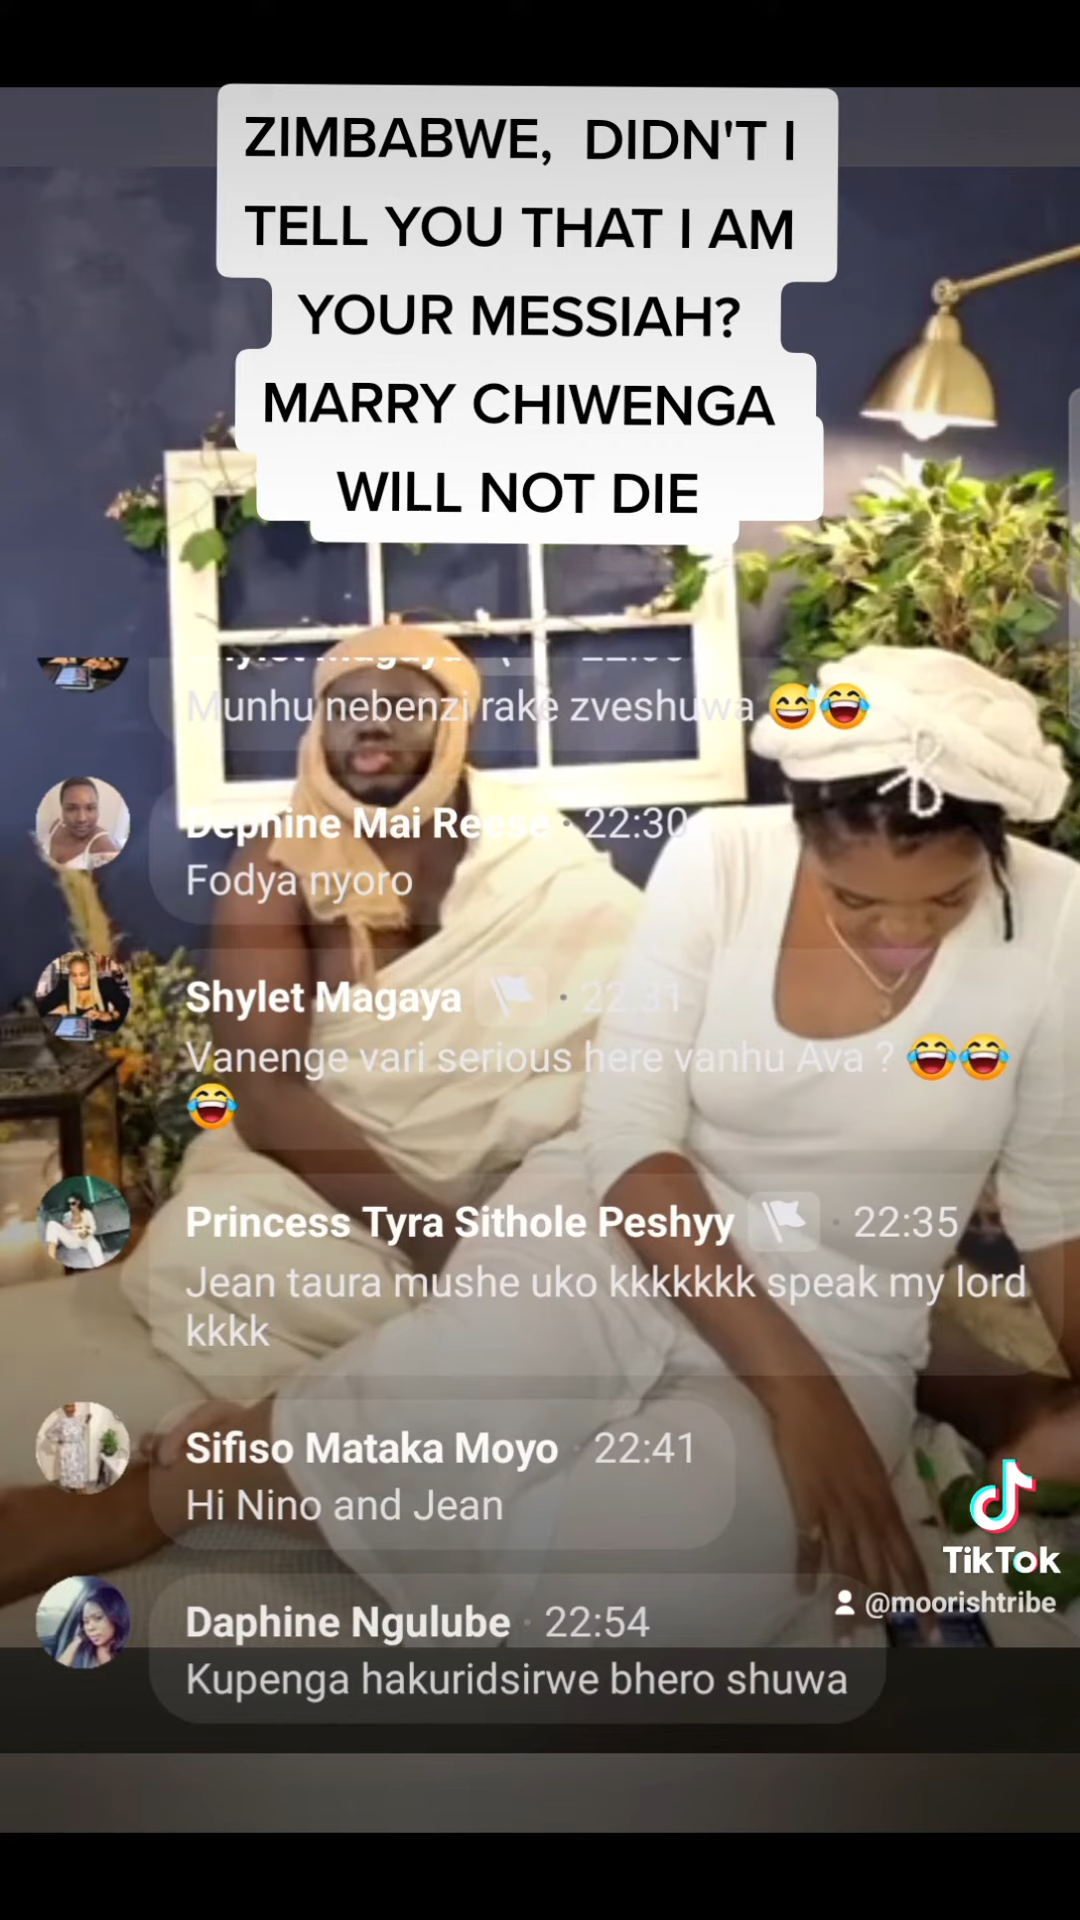 ZIMBABWE, DIDN'T I
TELL YOU THAT I AM
YOUR MESSIAH?
MARRY CHIWENGA
WILL NOT DIE
Munhu nebenzi rake zveshuwa 😅😂
Dephine Mai Reese · 22:30
Fodya nyoro
Shylet Magaya · 22:31
Vanenge vari serious here vanhu Ava ? 😂😂
😂
Princess Tyra Sithole Peshyy · 22:35
Jean taura mushe uko kkkkkkk speak my lord
kkkk
Sifiso Mataka Moyo · 22:41
Hi Nino and Jean
Daphine Ngulube · 22:54
Kupenga hakuridsirwe bhero shuwa
TikTok
@moorishtribe